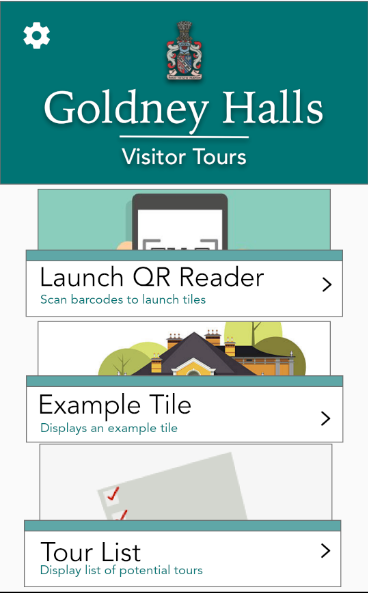 Goldney Halls
Visitor Tours
Launch QR Reader
Scan barcodes to launch tiles
Example Tile
Displays an example tile
Tour List
Display list of potential tours